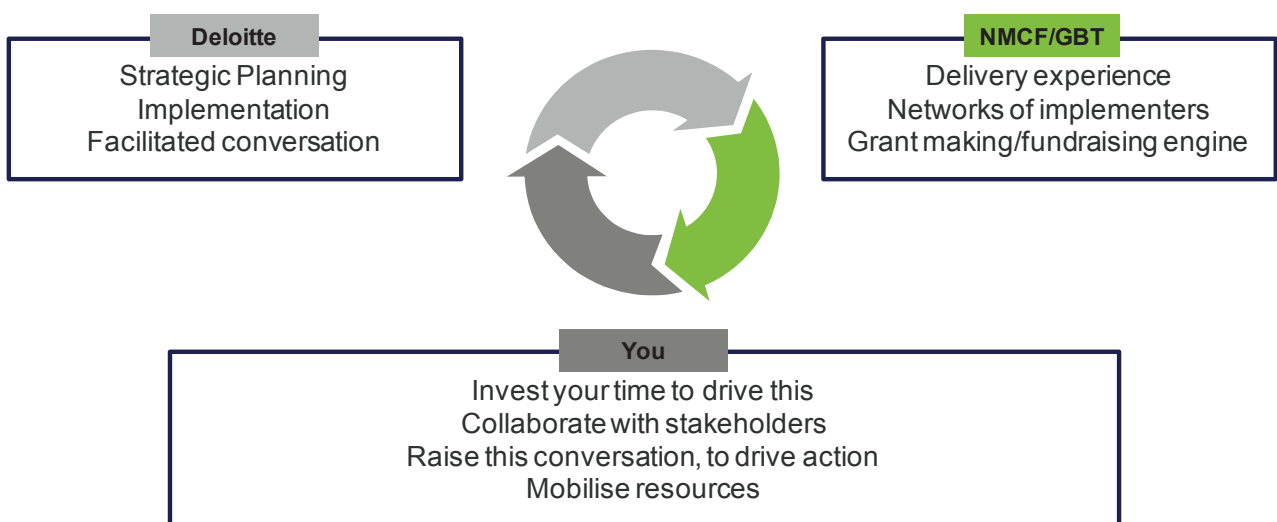 Deloitte
Strategic Planning
Implementation
Facilitated conversation
NMCF/GBT
Delivery experience
Networks of implementers
Grant making/fundraising engine
You
Invest your time to drive this
Collaborate with stakeholders
Raise this conversation, to drive action
Mobilise resources